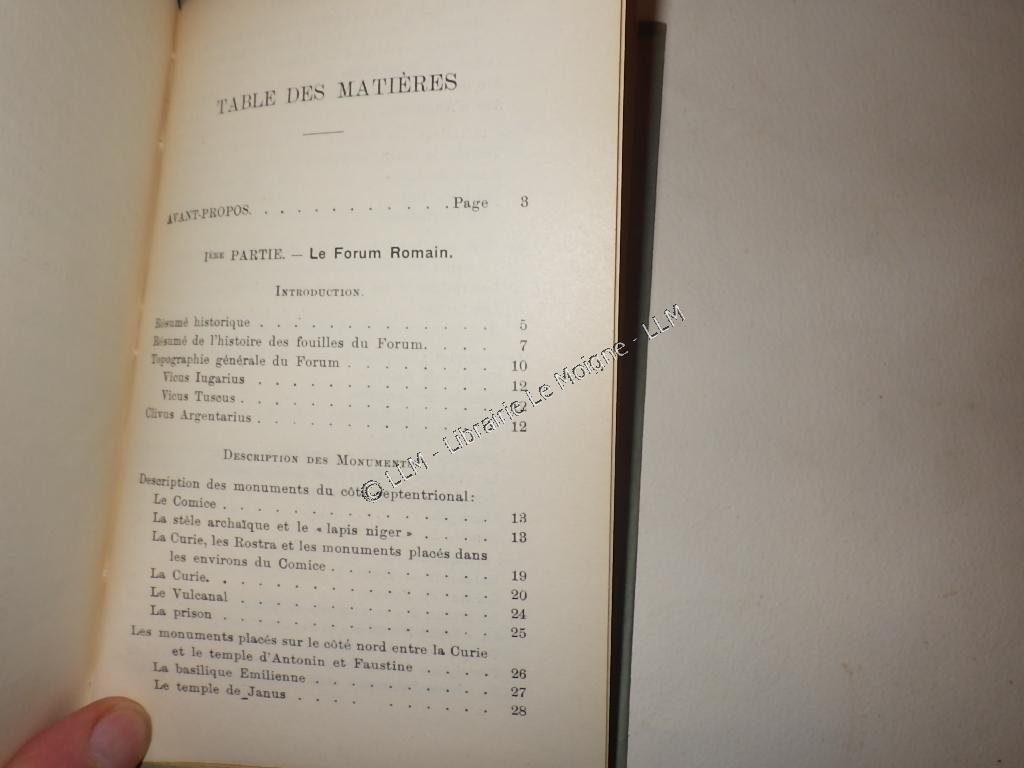 TABLE DES MATIÈRES
AVANT-PROPOS. . . . . . . . . . . . Page 3
IÈRE PARTIE. — Le Forum Romain.
INTRODUCTION.
Résumé historique . . . . . . . . . . . . . 5
Résumé de l'histoire des fouilles du Forum. . . . . 7
Topographie générale du Forum . . . . . . . . 10
Vicus Iugarius . . . . . . . . . . . . . 12
Vicus Tuscus . . . . . . . . . . . . . 12
Clivus Argentarius . . . . . . . . . . . . 12
DESCRIPTION DES MONUMENTS
Description des monuments du côté septentrional:
Le Comice . . . . . . . . . . . . . . 13
La stèle archaïque et le « lapis niger » . . . . . 13
La Curie, les Rostra et les monuments placés dans
les environs du Comice . . . . . . . . . 19
La Curie. . . . . . . . . . . . . . . 20
Le Vulcanal . . . . . . . . . . . . . 24
La prison . . . . . . . . . . . . . . 25
Les monuments placés sur le côté nord entre la Curie
et le temple d'Antonin et Faustine . . . . 26
La basilique Emilienne . . . . . . . . . . 27
Le temple de Janus . . . . . . . . . . 28
© LLM - Librairie Le Moigne - LLM